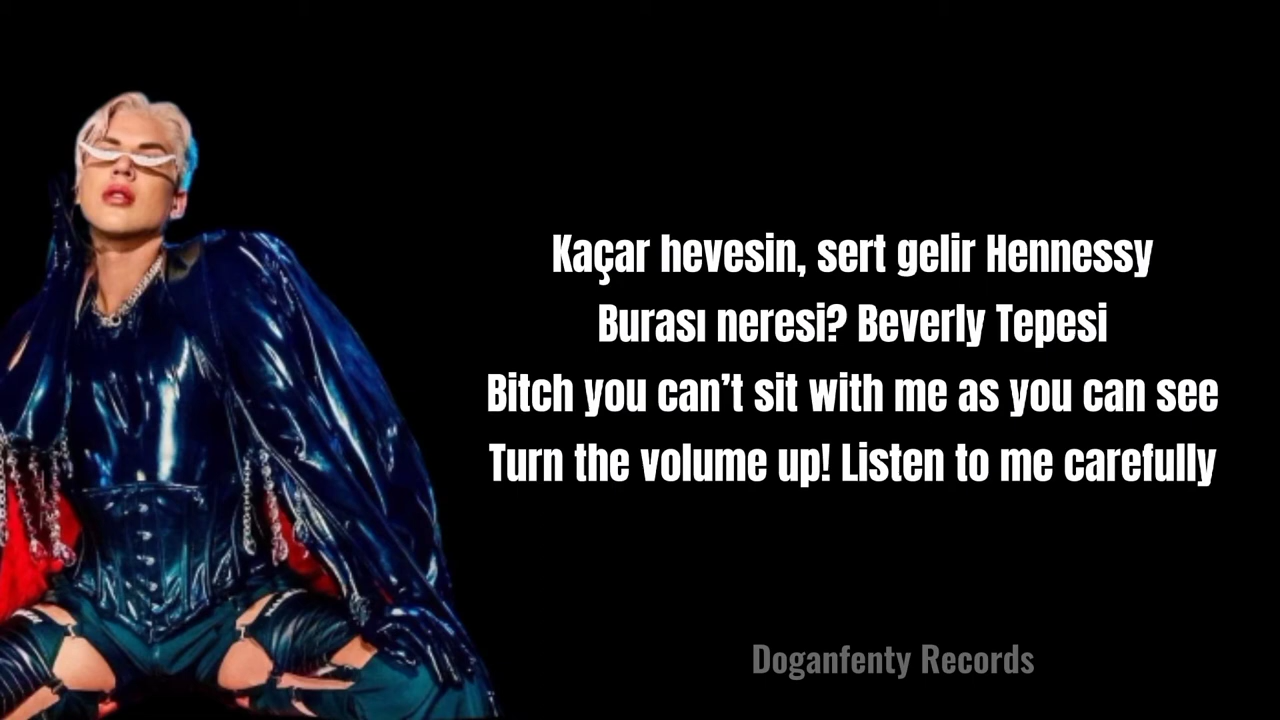 Kaçar hevesin, sert gelir Hennessy
Burası neresi? Beverly Tepesi
Bitch you can’t sit with me as you can see
Turn the volume up! Listen to me carefully
Doganfenty Records